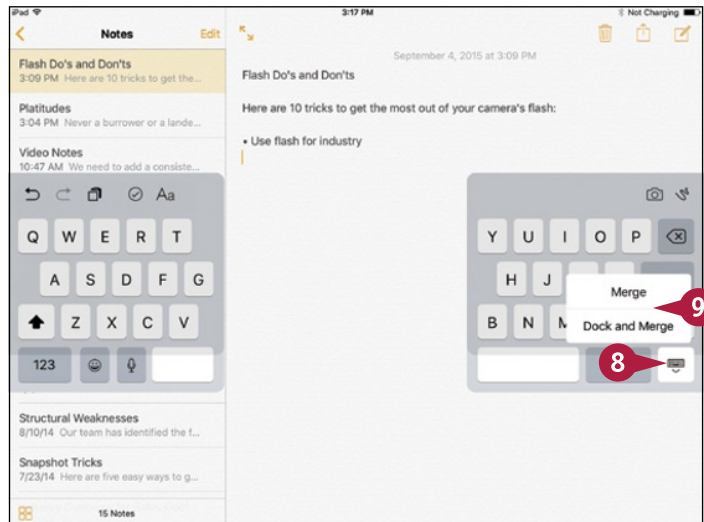 iPad 3:17 PM Not Charging
Notes Edit
Flash Do's and Don'ts
3:09 PM Here are 10 tricks to get the...
Platitudes
3:04 PM Never a burrower or a lande...
Video Notes
10:47 AM We need to add a consiste...
September 4, 2015 at 3:09 PM
Flash Do's and Don'ts
Here are 10 tricks to get the most out of your camera's flash:
• Use flash for industry
Aa
Q W E R T
A S D F G
Z X C V
123
Y U I O P
H J
B N M
Merge
Dock and Merge
9
8
Structural Weaknesses
8/10/14 Our team has identified the f...
Snapshot Tricks
7/23/14 Here are five easy ways to g...
15 Notes